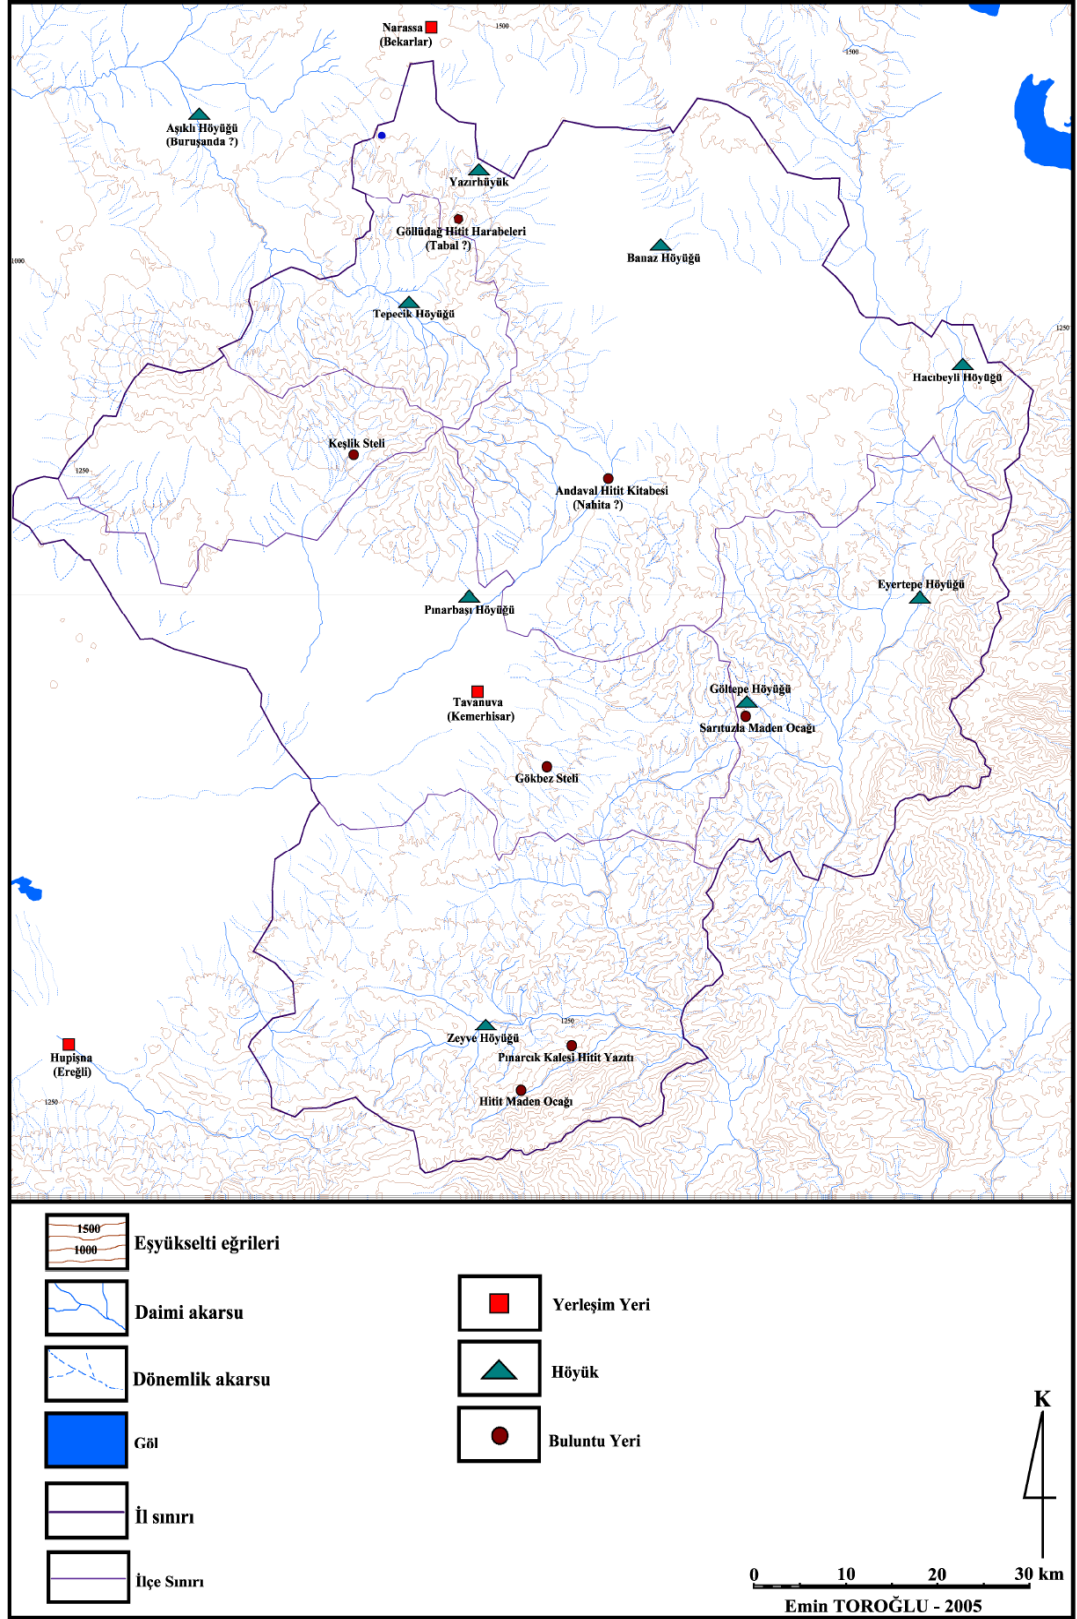 Narassa
(Bekarlar)
1500
1500
Aşıklı Höyüğü
(Buruşanda ?)
Yazırhüyük
Göllüdağ Hitit Harabeleri
(Tabal ?)
Banaz Höyüğü
1000
Tepecik Höyüğü
1250
Hacıbeyli Höyüğü
Keşlik Steli
1250
Andaval Hitit Kitabesi
(Nahita ?)
Eyertepe Höyüğü
Pınarbaşı Höyüğü
Göltepe Höyüğü
Tavanuva
(Kemerhisar)
Sarıtuzla Maden Ocağı
Gökbez Steli
1250
Zeyve Höyüğü
Pınarcık Kalesi Hitit Yazıtı
Hupişna
(Ereğli)
Hitit Maden Ocağı
1250
1500
1000
Eşyükselti eğrileri
Daimi akarsu
Dönemlik akarsu
Göl
İl sınırı
İlçe Sınırı
Yerleşim Yeri
Höyük
Buluntu Yeri
K
0 10 20 30 km
Emin TOROĞLU - 2005